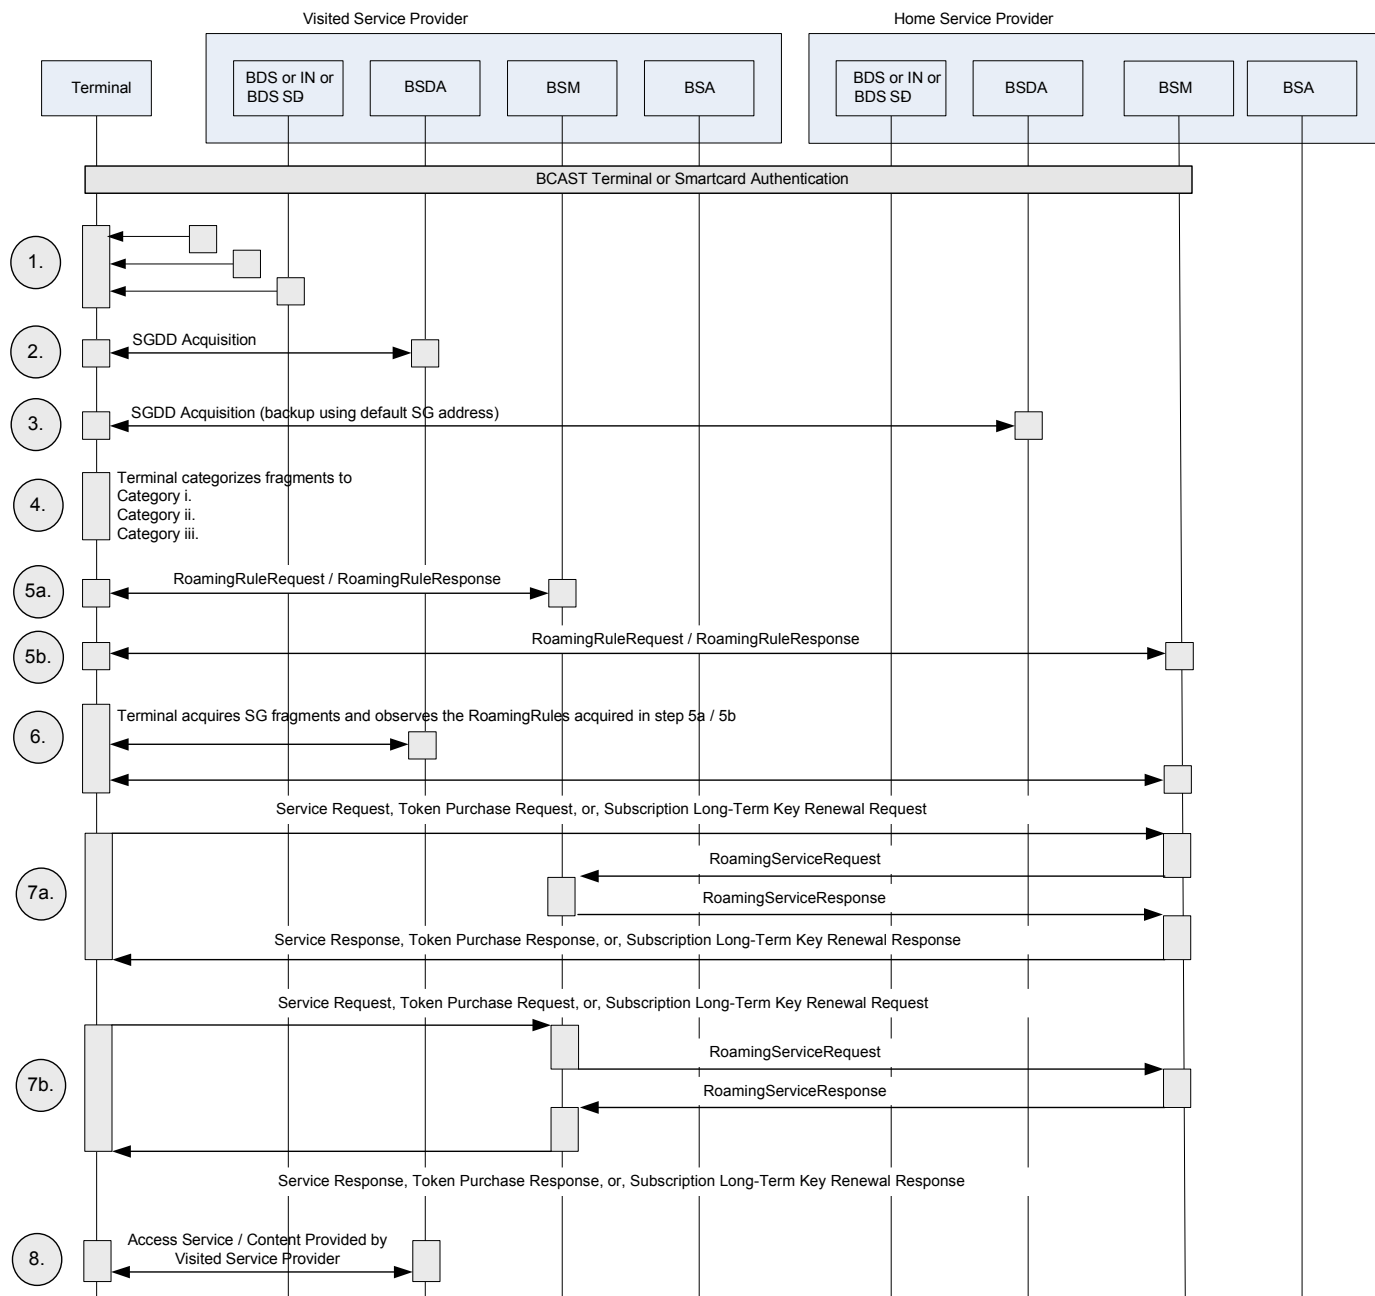 Visited Service Provider
Home Service Provider
Terminal
BDS or IN or
BDS SD
BSDA
BSM
BSA
BDS or IN or
BDS SD
BSDA
BSM
BSA
BCAST Terminal or Smartcard Authentication
1.
2.
SGDD Acquisition
3.
SGDD Acquisition (backup using default SG address)
4.
Terminal categorizes fragments to
Category i.
Category ii.
Category iii.
5a.
RoamingRuleRequest / RoamingRuleResponse
5b.
RoamingRuleRequest / RoamingRuleResponse
6.
Terminal acquires SG fragments and observes the RoamingRules acquired in step 5a / 5b
Service Request, Token Purchase Request, or, Subscription Long-Term Key Renewal Request
7a.
RoamingServiceRequest
RoamingServiceResponse
Service Response, Token Purchase Response, or, Subscription Long-Term Key Renewal Response
Service Request, Token Purchase Request, or, Subscription Long-Term Key Renewal Request
7b.
RoamingServiceRequest
RoamingServiceResponse
Service Response, Token Purchase Response, or, Subscription Long-Term Key Renewal Response
8.
Access Service / Content Provided by
Visited Service Provider